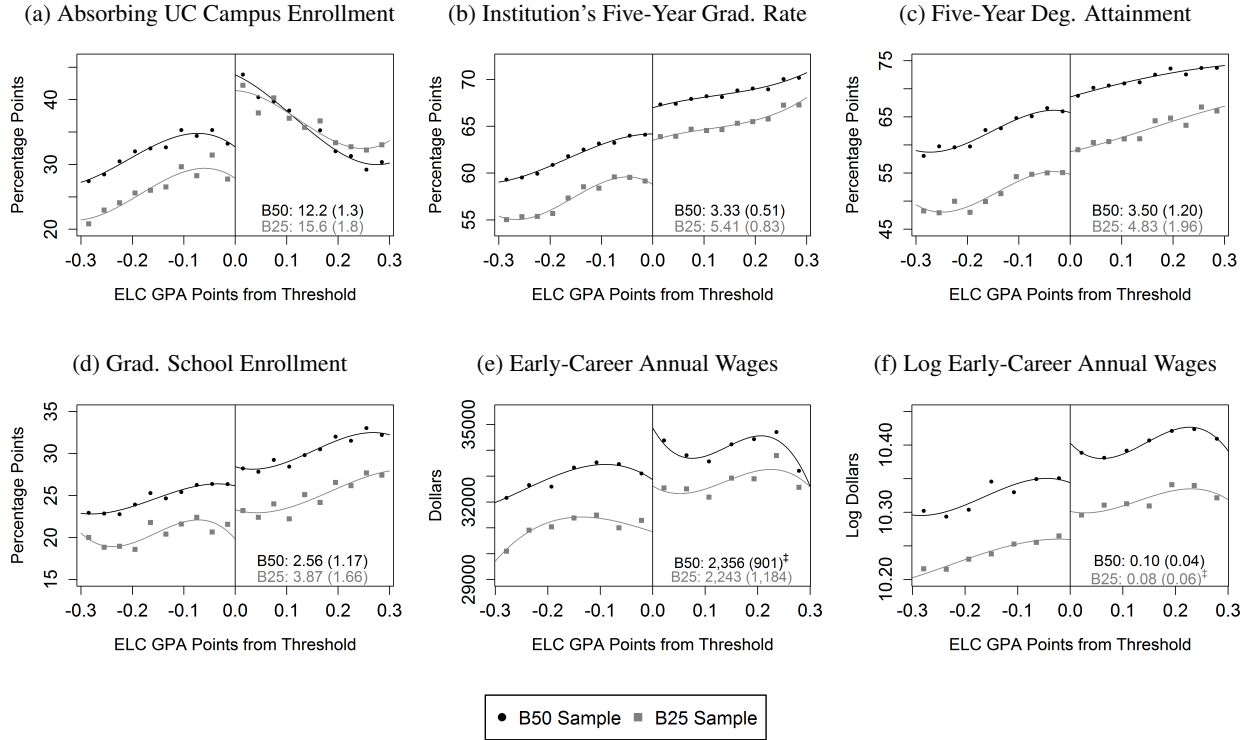 (a) Absorbing UC Campus Enrollment
Percentage Points
40
30
20
B50: 12.2 (1.3)
B25: 15.6 (1.8)
-0.3 -0.2 -0.1 0.0 0.1 0.2 0.3
ELC GPA Points from Threshold
(b) Institution's Five-Year Grad. Rate
Percentage Points
70
65
60
55
B50: 3.33 (0.51)
B25: 5.41 (0.83)
-0.3 -0.2 -0.1 0.0 0.1 0.2 0.3
ELC GPA Points from Threshold
(c) Five-Year Deg. Attainment
Percentage Points
75
65
55
45
B50: 3.50 (1.20)
B25: 4.83 (1.96)
-0.3 -0.2 -0.1 0.0 0.1 0.2 0.3
ELC GPA Points from Threshold
(d) Grad. School Enrollment
Percentage Points
35
30
25
20
15
B50: 2.56 (1.17)
B25: 3.87 (1.66)
-0.3 -0.2 -0.1 0.0 0.1 0.2 0.3
ELC GPA Points from Threshold
(e) Early-Career Annual Wages
Dollars
35000
32000
29000
B50: 2,356 (901)‡
B25: 2,243 (1,184)
-0.3 -0.2 -0.1 0.0 0.1 0.2 0.3
ELC GPA Points from Threshold
(f) Log Early-Career Annual Wages
Log Dollars
10.40
10.30
10.20
B50: 0.10 (0.04)
B25: 0.08 (0.06)‡
-0.3 -0.2 -0.1 0.0 0.1 0.2 0.3
ELC GPA Points from Threshold
B50 Sample B25 Sample